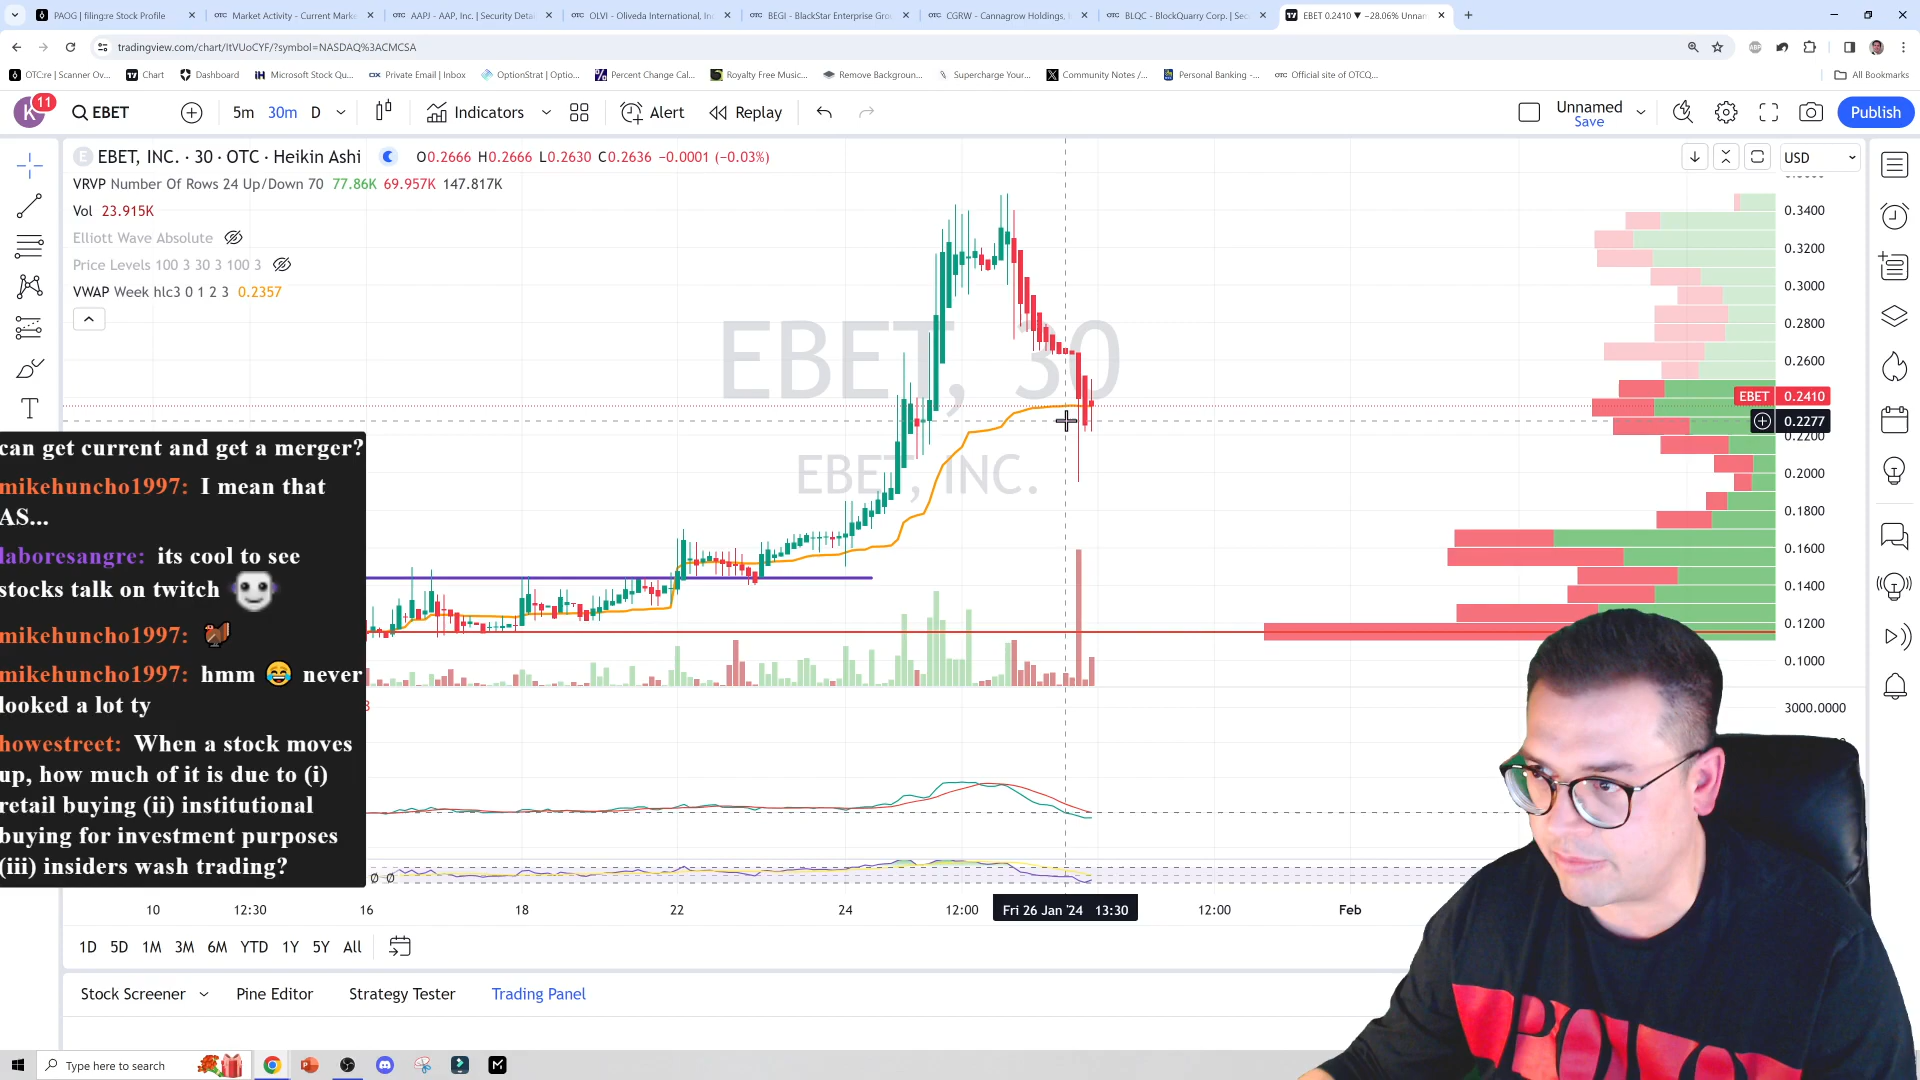 PAOG | filing:re Stock Profile
Market Activity - Current Mark
AAPJ - AAP, Inc. | Security Detai
OLVI - Oliveda International, In
BEGI - BlackStar Enterprise Gro
CGRW - Cannagrow Holdings,
BLQC - BlockQuarry Corp. | Sec
EBET 0.2410 ▼ −28.06% Unnar
tradingview.com/chart/ItVUoCYF/?symbol=NASDAQ%3ACMCSA
OTC:re | Scanner Ov...
Chart
Dashboard
Microsoft Stock Qu...
Private Email | Inbox
OptionStrat | Optio...
Percent Change Cal...
Royalty Free Music...
Remove Backgroun...
Supercharge Your...
Community Notes /...
Personal Banking -...
Official site of OTCQ...
All Bookmarks
K 11
EBET
5m 30m D
Indicators
Alert
Replay
Unnamed
Save
Publish
EBET, INC. · 30 · OTC · Heikin Ashi
O0.2666 H0.2666 L0.2630 C0.2636 −0.0001 (−0.03%)
USD
VRVP Number Of Rows 24 Up/Down 70 77.86K 69.957K 147.817K
Vol 23.915K
Elliott Wave Absolute
Price Levels 100 3 30 3 100 3
VWAP Week hlc3 0 1 2 3 0.2357
EBET, 30
EBET, INC.
0.3400
0.3200
0.3000
0.2800
0.2600
EBET 0.2410
0.2277
0.2200
0.2000
0.1800
0.1600
0.1400
0.1200
0.1000
3000.0000
can get current and get a merger?
mikehuncho1997: I mean that
AS...
laboresangre: its cool to see
stocks talk on twitch
mikehuncho1997:
mikehuncho1997: hmm 😂 never
looked a lot ty
howestreet: When a stock moves
up, how much of it is due to (i)
retail buying (ii) institutional
buying for investment purposes
(iii) insiders wash trading?
10
12:30
16
18
22
24
12:00
Fri 26 Jan '24 13:30
12:00
Feb
1D 5D 1M 3M 6M YTD 1Y 5Y All
Stock Screener
Pine Editor
Strategy Tester
Trading Panel
Type here to search